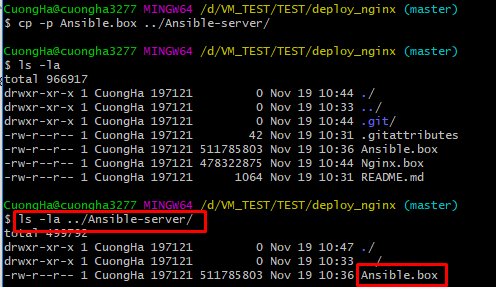 CuongHa@cuongha3277 MINGW64 /d/VM_TEST/TEST/deploy_nginx (master)
$ cp -p Ansible.box ../Ansible-server/
CuongHa@cuongha3277 MINGW64 /d/VM_TEST/TEST/deploy_nginx (master)
$ ls -la
total 966917
drwxr-xr-x 1 CuongHa 197121 0 Nov 19 10:44 ./
drwxr-xr-x 1 CuongHa 197121 0 Nov 19 10:33 ../
drwxr-xr-x 1 CuongHa 197121 0 Nov 19 10:44 .git/
-rw-r--r-- 1 CuongHa 197121 42 Nov 19 10:31 .gitattributes
-rw-r--r-- 1 CuongHa 197121 511785803 Nov 19 10:36 Ansible.box
-rw-r--r-- 1 CuongHa 197121 478322875 Nov 19 10:44 Nginx.box
-rw-r--r-- 1 CuongHa 197121 1064 Nov 19 10:31 README.md
CuongHa@cuongha3277 MINGW64 /d/VM_TEST/TEST/deploy_nginx (master)
$ ls -la ../Ansible-server/
total 499792
drwxr-xr-x 1 CuongHa 197121 0 Nov 19 10:47 ./
drwxr-xr-x 1 CuongHa 197121 0 Nov 19 10:33 ../
-rw-r--r-- 1 CuongHa 197121 511785803 Nov 19 10:36 Ansible.box